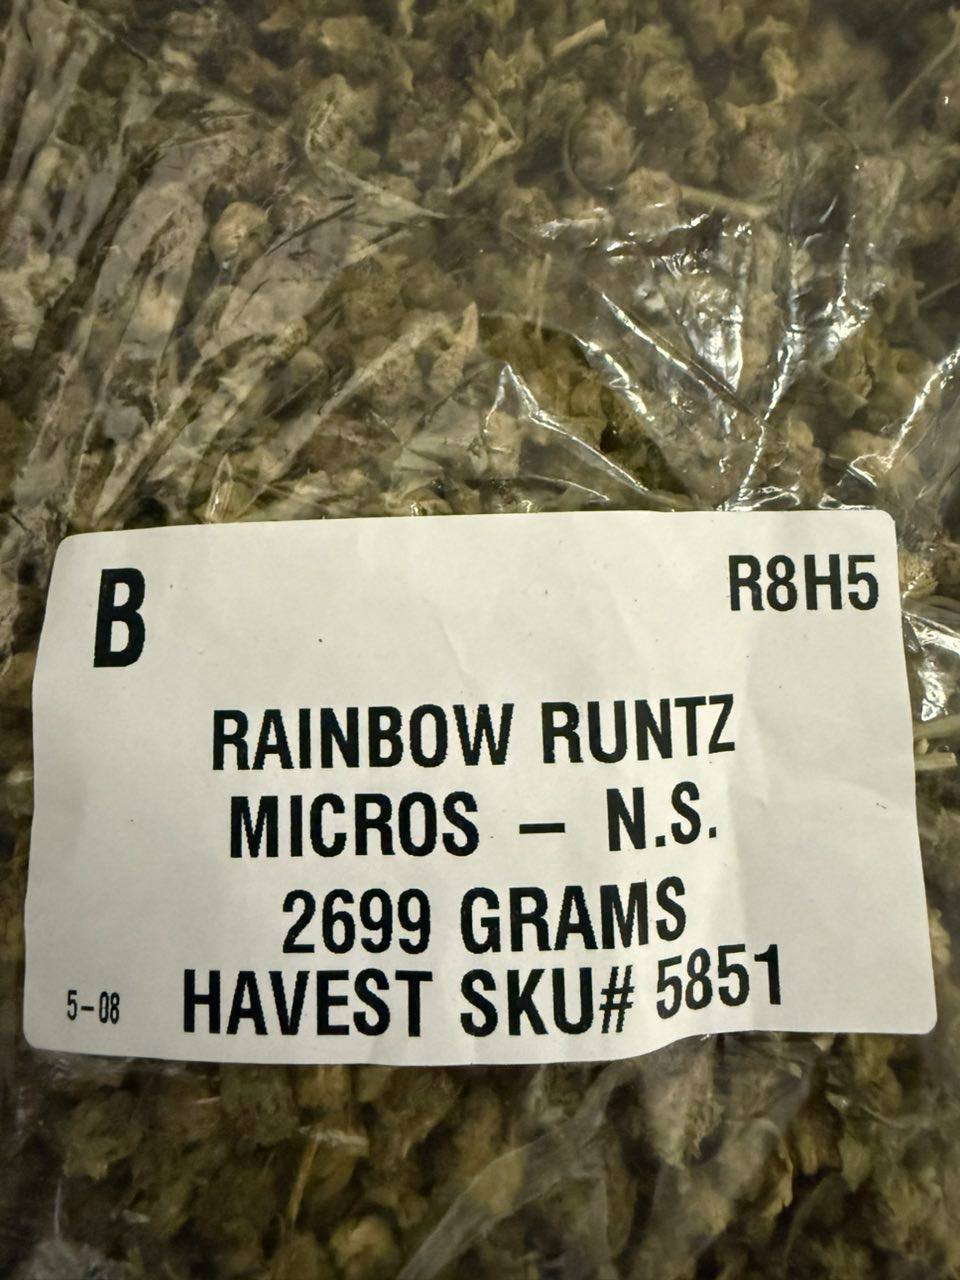 B
R8H5
RAINBOW RUNTZ
MICROS – N.S.
2699 GRAMS
HAVEST SKU# 5851
5-08